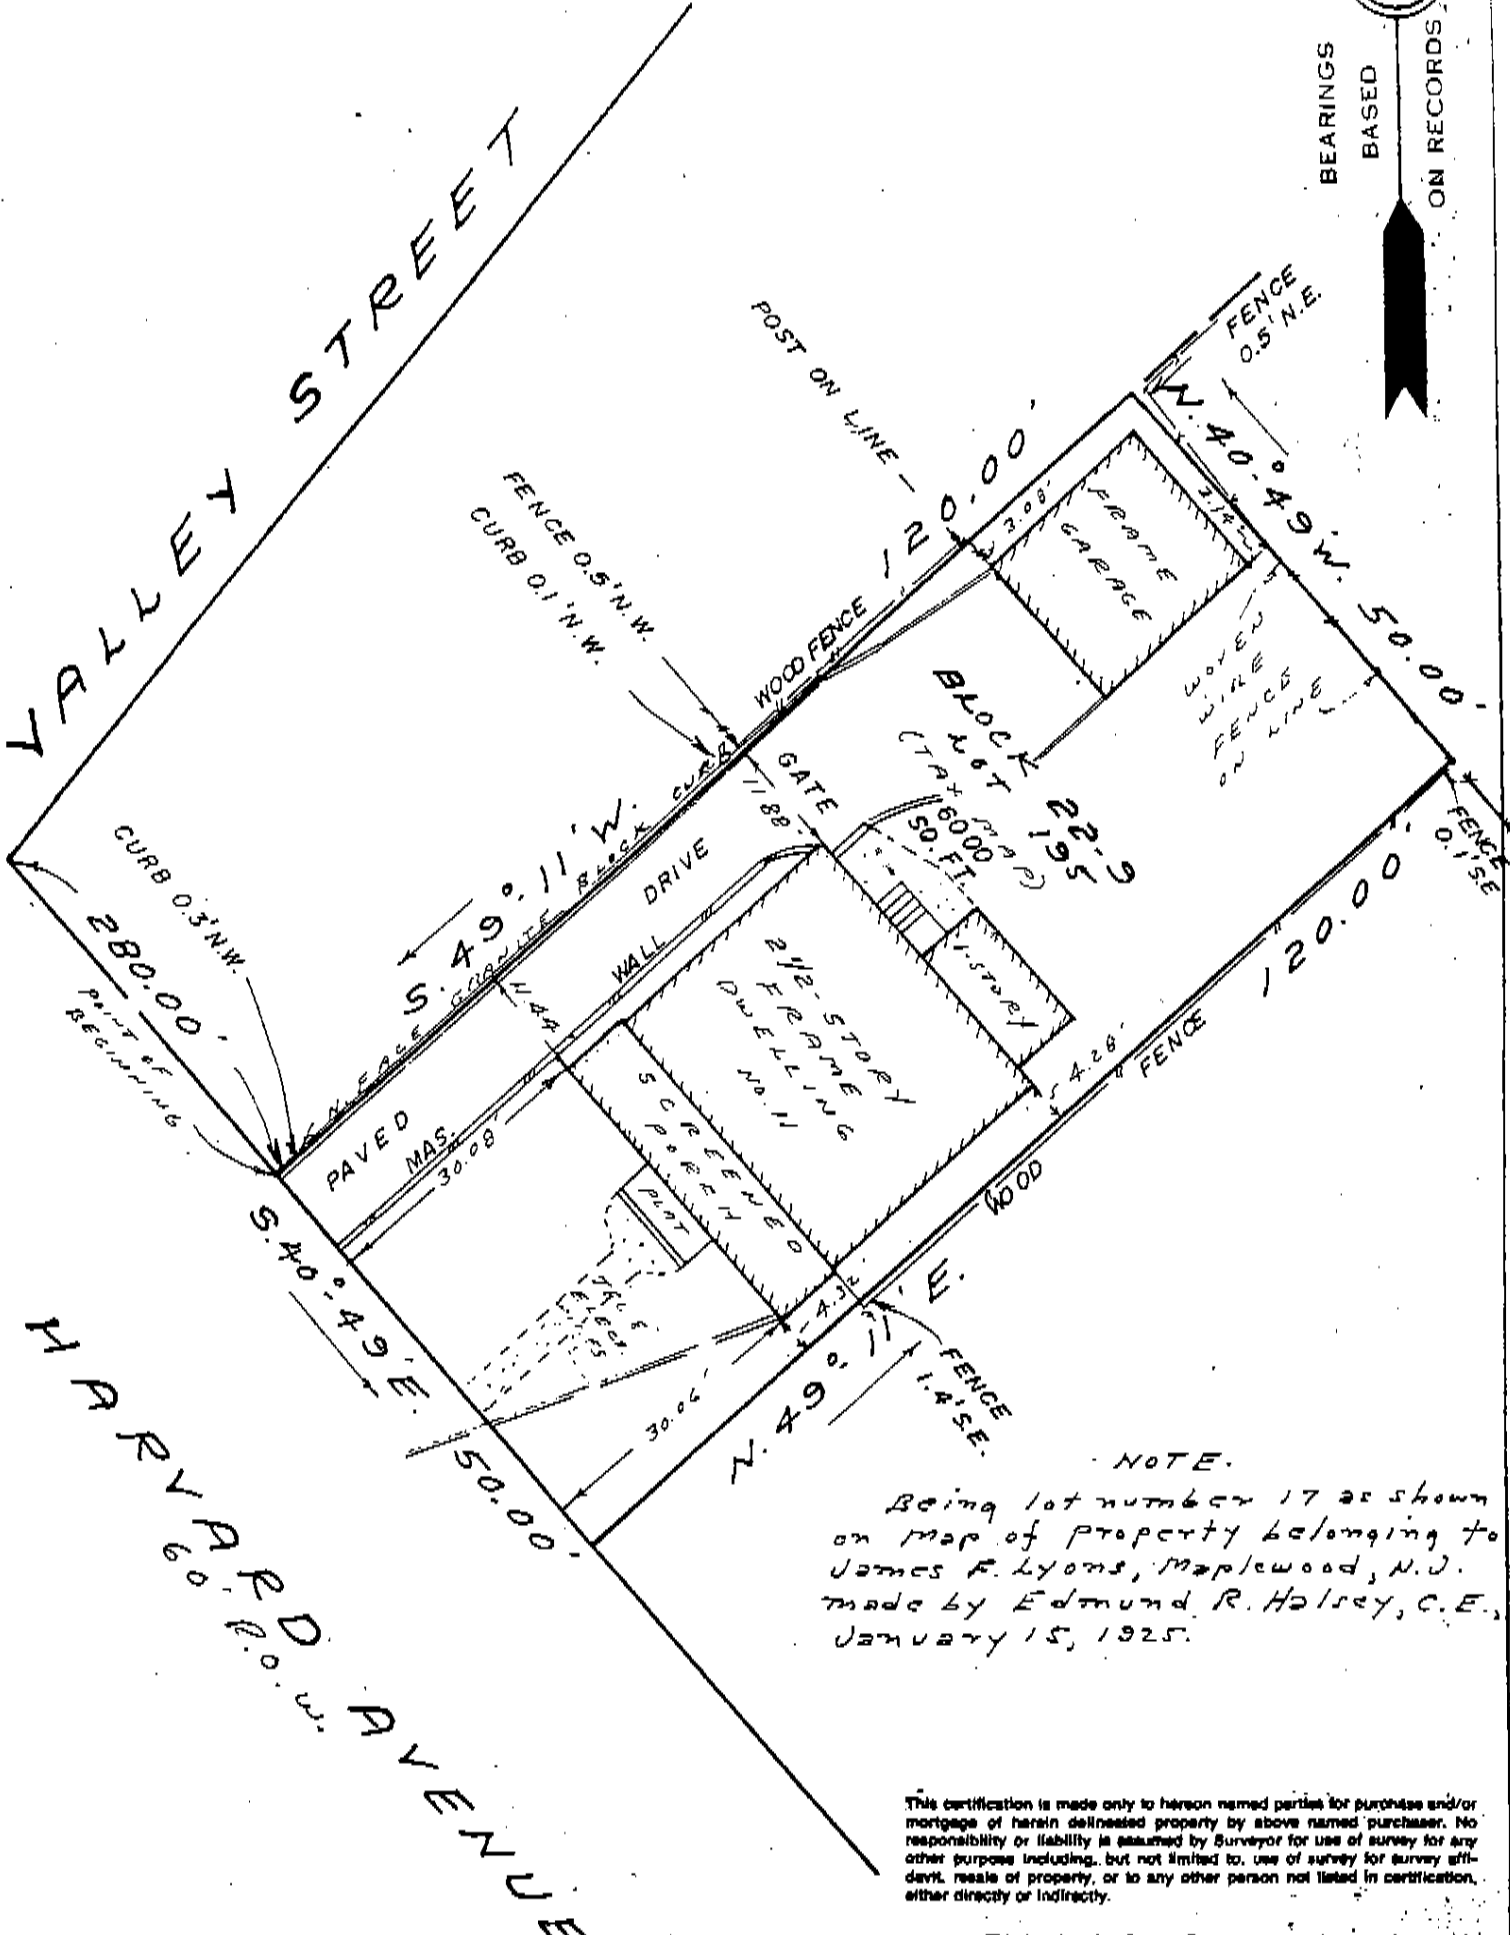 BEARINGS
BASED
ON RECORDS
VALLEY STREET
POST ON LINE
FENCE
0.5' N.E.
N. 40° 49' W. 50.00'
120.00'
3.08'
FRAME
GARAGE
FENCE 0.5' N.W.
CURB 0.1' N.W.
WOOD FENCE
WOVEN
WIRE
FENCE
ON LINE
BLOCK 22-9
LOT 195
(TAX MAP)
6000
SQ. FT.
GATE
11.88
CURB 0.3' N.W.
280.00'
POINT OF
BEGINNING
S. 49° 11' W.
FACE GRANITE BLOCK CURB
PAVED DRIVE
MAS. WALL
30.08'
2 1/2-STORY
FRAME
DWELLING
NO. 11
1-STORY
SCREENED
PORCH
PLAT
4.28'
4.32
WOOD FENCE
FENCE
0.1' S.E.
120.00'
N. 49° 11' E.
FENCE
1.4' S.E.
30.06'
S. 40° 49' E. 50.00'
HARVARD AVENUE
60' R.O.W.
NOTE.
Being lot number 17 as shown
on map of property belonging to
James F. Lyons, Maplewood, N.J.
made by Edmund R. Halsey, C.E.,
January 15, 1925.
This certification is made only to hereon named parties for purchase and/or
mortgage of herein delineated property by above named purchaser. No
responsibility or liability is assumed by Surveyor for use of survey for any
other purpose including, but not limited to, use of survey for survey affi-
davit, resale of property, or to any other person not listed in certification,
either directly or indirectly.